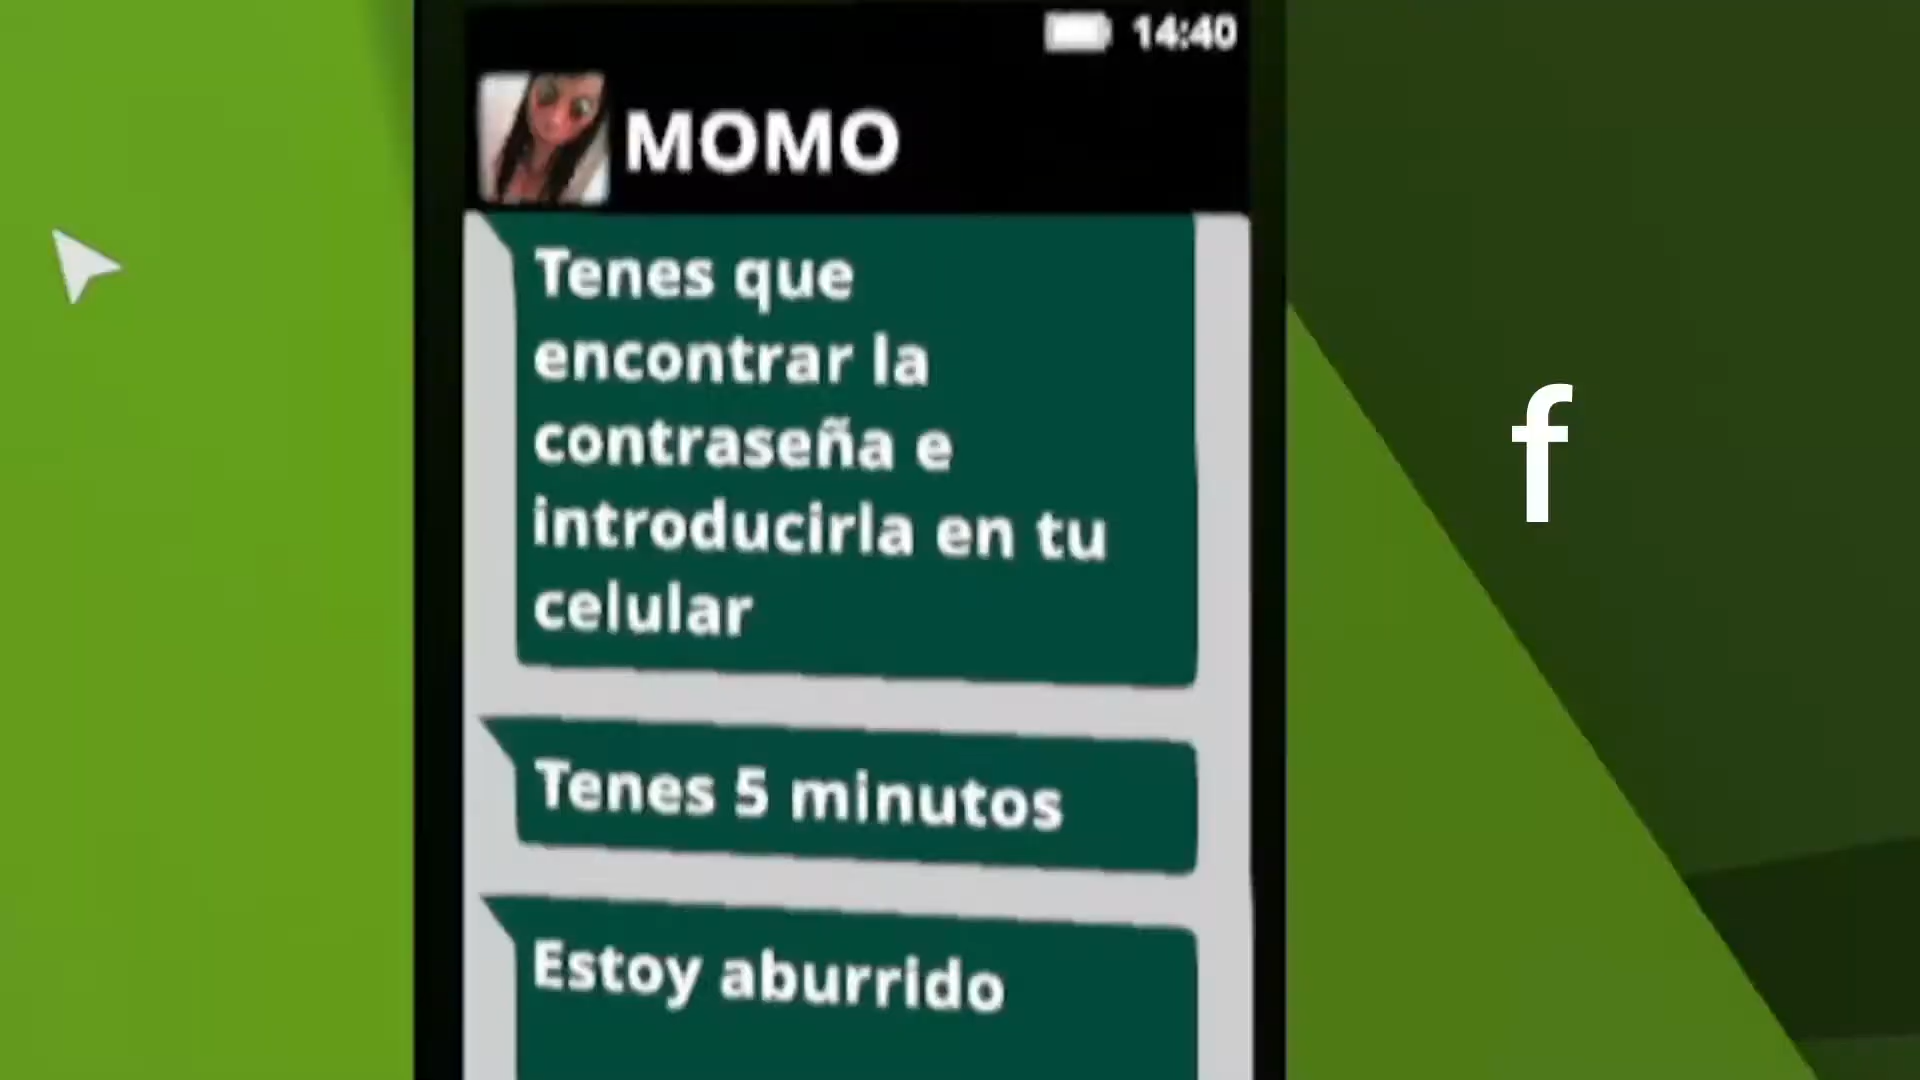 14:40
MOMO
Tenes que
encontrar la
contraseña e
introducirla en tu
celular
Tenes 5 minutos
Estoy aburrido
f